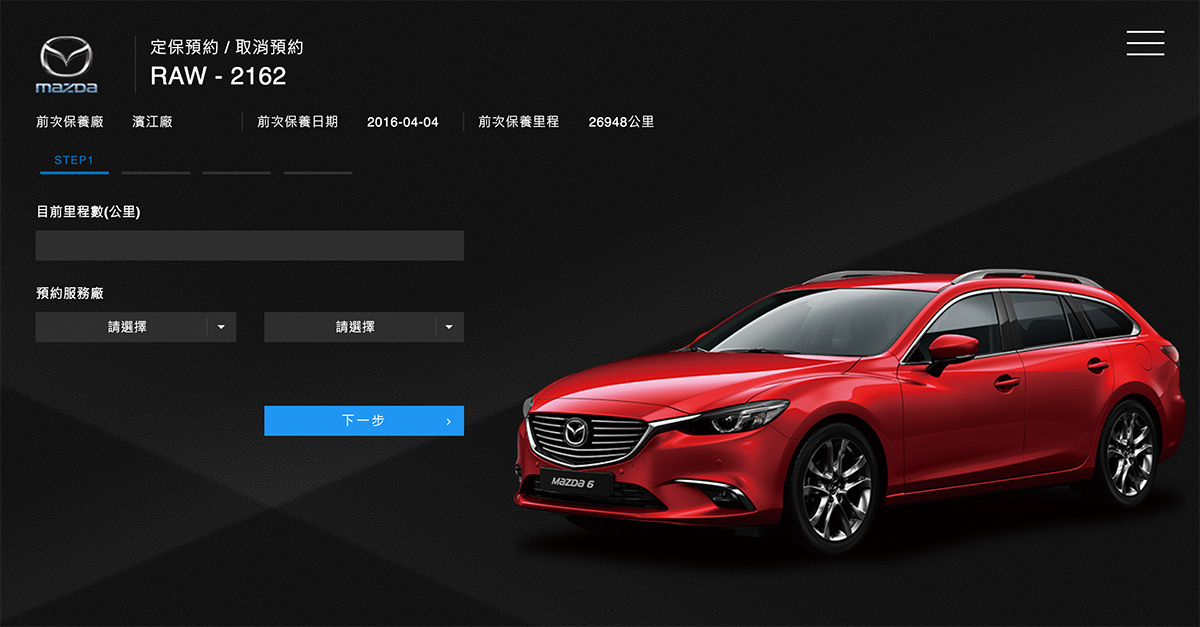 mazda
定保預約 / 取消預約
RAW - 2162
前次保養廠 濱江廠 前次保養日期 2016-04-04 前次保養里程 26948公里
STEP1
目前里程數(公里)
預約服務廠
請選擇 請選擇
下一步
mazda 6